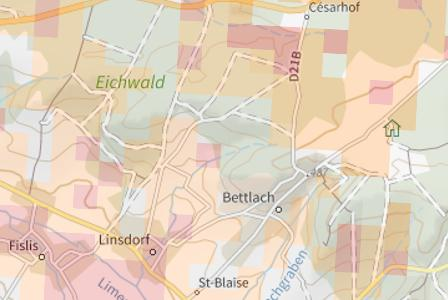 Césarhof
D21B
Eichwald
Bettlach
Fislis
Linsdorf
St-Blaise